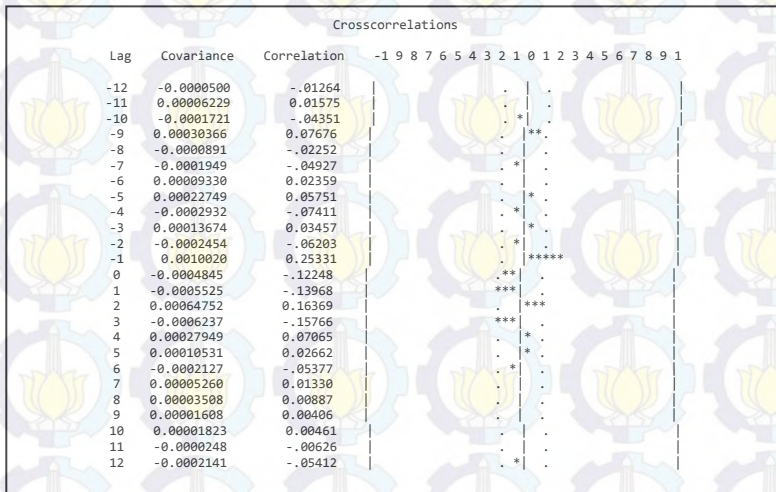 Crosscorrelations
Lag Covariance Correlation -1 9 8 7 6 5 4 3 2 1 0 1 2 3 4 5 6 7 8 9 1
-12 -0.0000500 -.01264 | . | . |
-11 0.00006229 0.01575 | . | . |
-10 -0.0001721 -.04351 | . *| . |
-9 0.00030366 0.07676 | . |**. |
-8 -0.0000891 -.02252 | . | . |
-7 -0.0001949 -.04927 | . *| . |
-6 0.00009330 0.02359 | . | . |
-5 0.00022749 0.05751 | . |* . |
-4 -0.0002932 -.07411 | . *| . |
-3 0.00013674 0.03457 | . |* . |
-2 -0.0002454 -.06203 | . *| . |
-1 0.0010020 0.25331 | . |***** |
0 -0.0004845 -.12248 | .**| . |
1 -0.0005525 -.13968 | ***| . |
2 0.00064752 0.16369 | . |*** |
3 -0.0006237 -.15766 | ***| . |
4 0.00027949 0.07065 | . |* . |
5 0.00010531 0.02662 | . |* . |
6 -0.0002127 -.05377 | . *| . |
7 0.00005260 0.01330 | . | . |
8 0.00003508 0.00887 | . | . |
9 0.00001608 0.00406 | . | . |
10 0.00001823 0.00461 | . | . |
11 -0.0000248 -.00626 | . | . |
12 -0.0002141 -.05412 | . *| . |